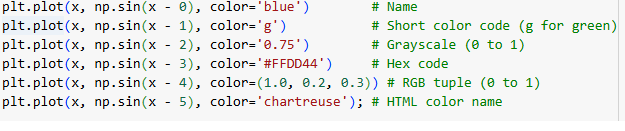 plt.plot(x, np.sin(x - 0), color='blue')        # Name
plt.plot(x, np.sin(x - 1), color='g')           # Short color code (g for green)
plt.plot(x, np.sin(x - 2), color='0.75')        # Grayscale (0 to 1)
plt.plot(x, np.sin(x - 3), color='#FFDD44')     # Hex code
plt.plot(x, np.sin(x - 4), color=(1.0, 0.2, 0.3)) # RGB tuple (0 to 1)
plt.plot(x, np.sin(x - 5), color='chartreuse'); # HTML color name